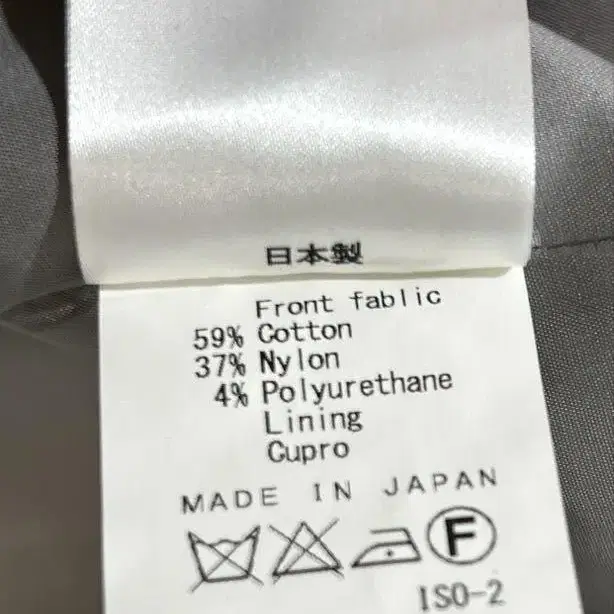 日本製
Front fablic
59% Cotton
37% Nylon
4% Polyurethane
Lining
Cupro
MADE IN JAPAN
F
ISO-2